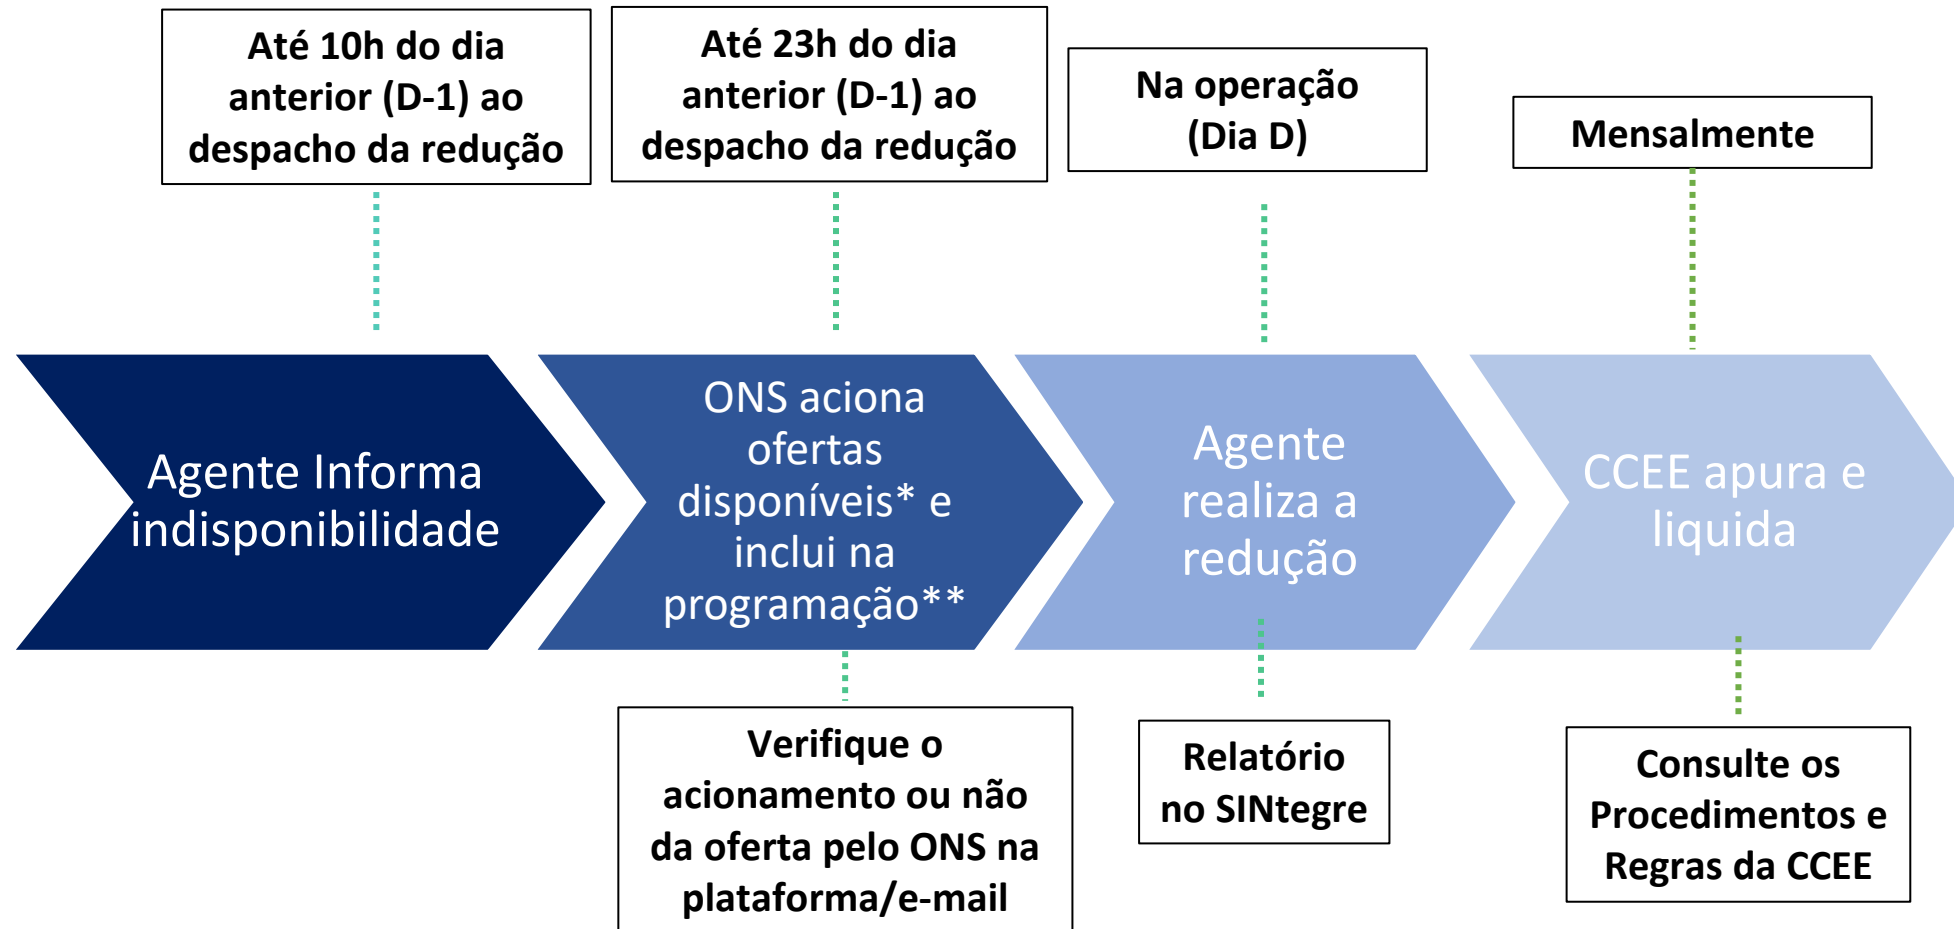 Até 10h do dia
anterior (D-1) ao
despacho da redução
Até 23h do dia
anterior (D-1) ao
despacho da redução
Na operação
(Dia D)
Mensalmente
Agente Informa
indisponibilidade
ONS aciona
ofertas
disponíveis* e
inclui na
programação**
Agente
realiza a
redução
CCEE apura e
liquida
Verifique o
acionamento ou não
da oferta pelo ONS na
plataforma/e-mail
Relatório
no SINtegre
Consulte os
Procedimentos e
Regras da CCEE